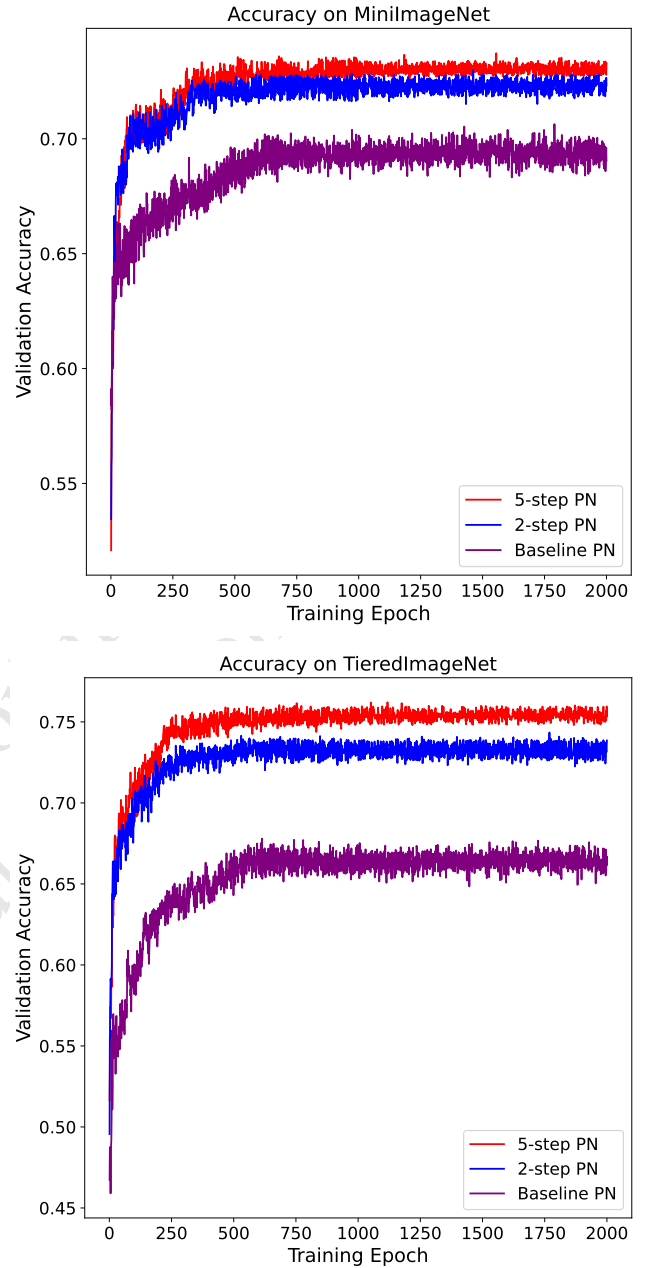 Accuracy on MiniImageNet
Validation Accuracy
0.70
0.65
0.60
0.55
5-step PN
2-step PN
Baseline PN
0 250 500 750 1000 1250 1500 1750 2000
Training Epoch
Accuracy on TieredImageNet
Validation Accuracy
0.75
0.70
0.65
0.60
0.55
0.50
0.45
5-step PN
2-step PN
Baseline PN
0 250 500 750 1000 1250 1500 1750 2000
Training Epoch